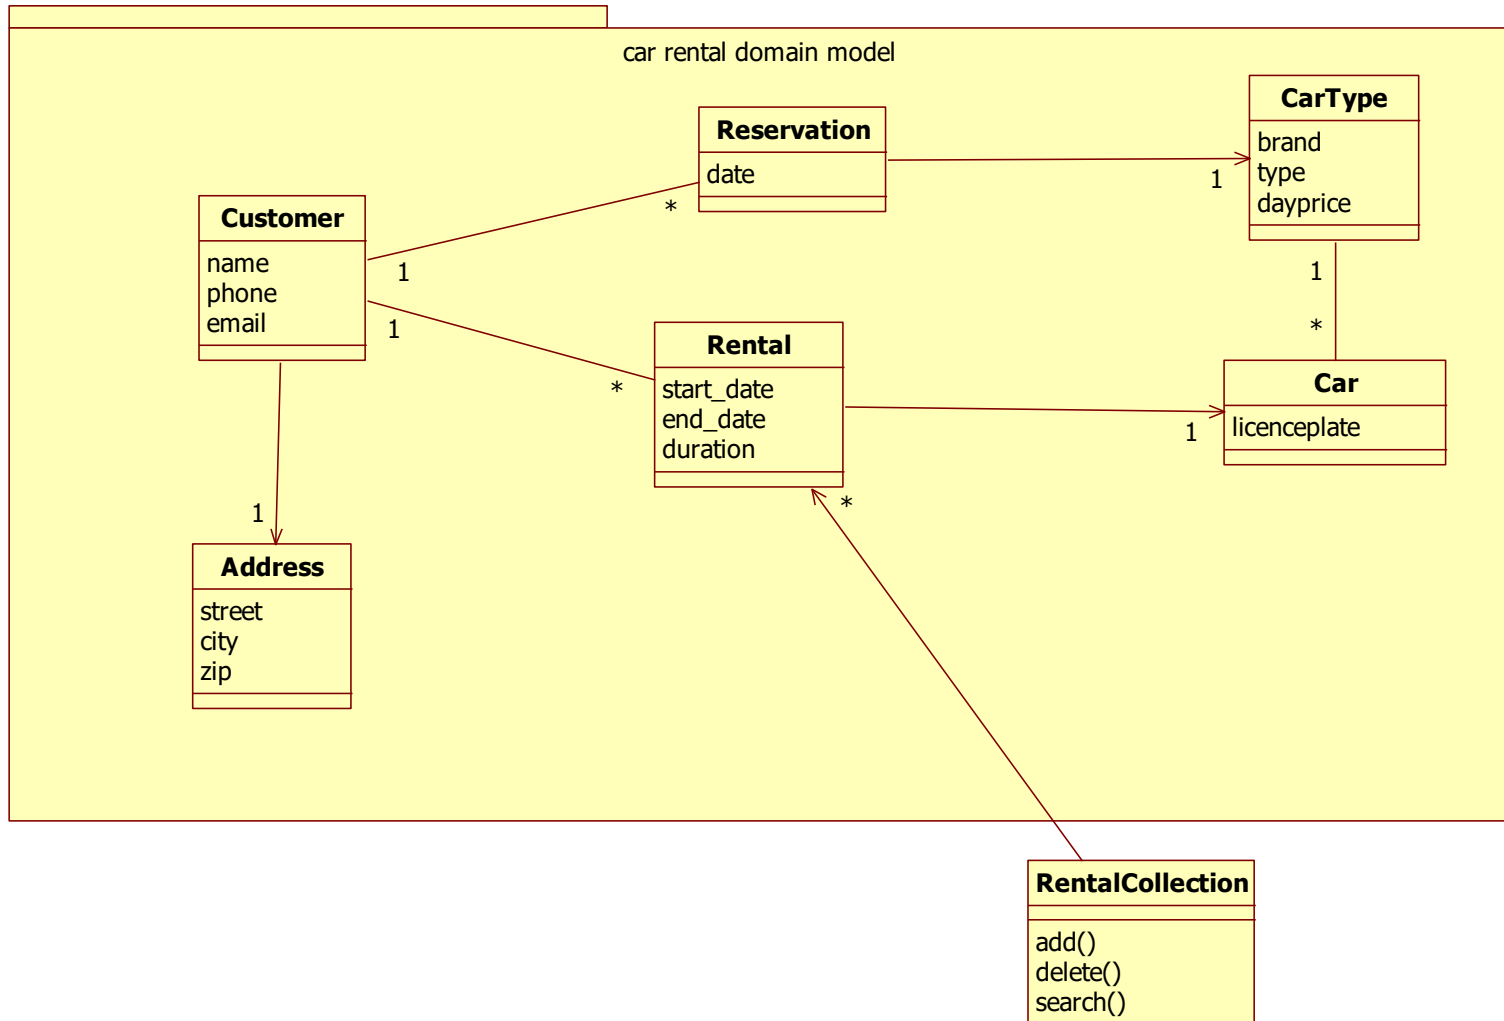 car rental domain model
CarType
brand
type
dayprice
Reservation
date
1
*
Customer
name
phone
email
1
1
*
1
*
Rental
start_date
end_date
duration
Car
licenceplate
1
*
1
Address
street
city
zip
RentalCollection
add()
delete()
search()